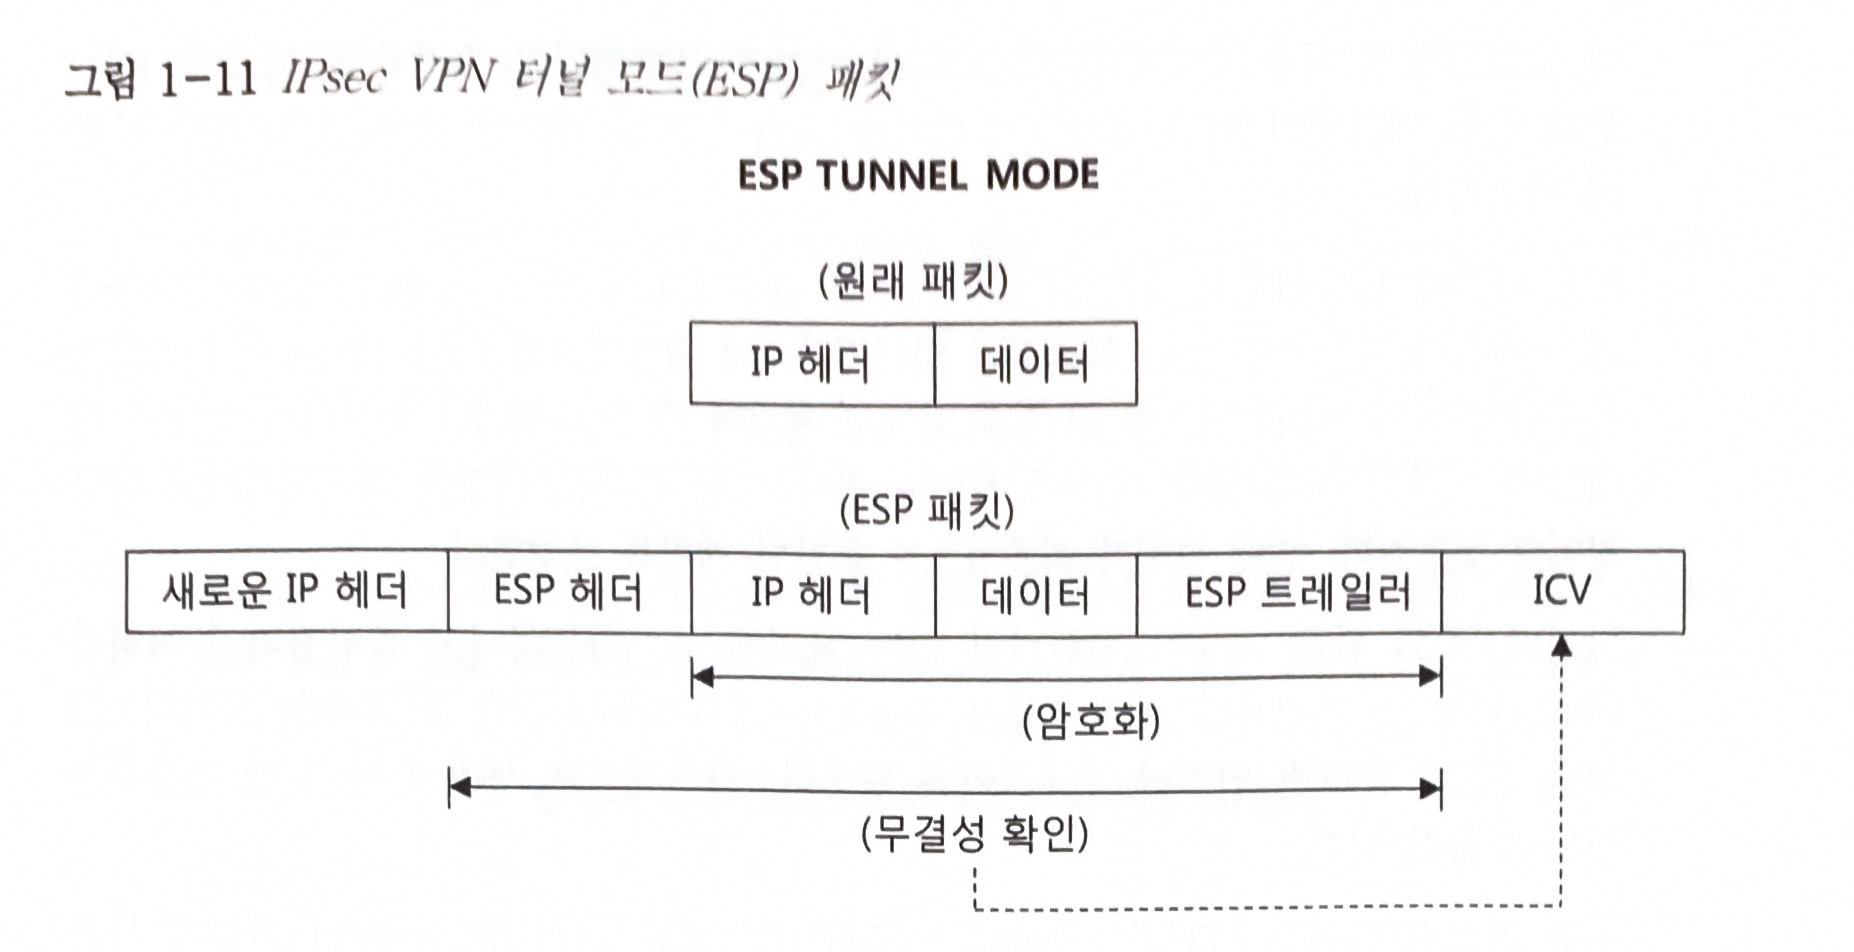 그림 1-11 IPsec VPN 터널 모드(ESP) 패킷
ESP TUNNEL MODE
(원래 패킷)
IP 헤더 데이터
(ESP 패킷)
새로운 IP 헤더 ESP 헤더 IP 헤더 데이터 ESP 트레일러 ICV
(암호화)
(무결성 확인)